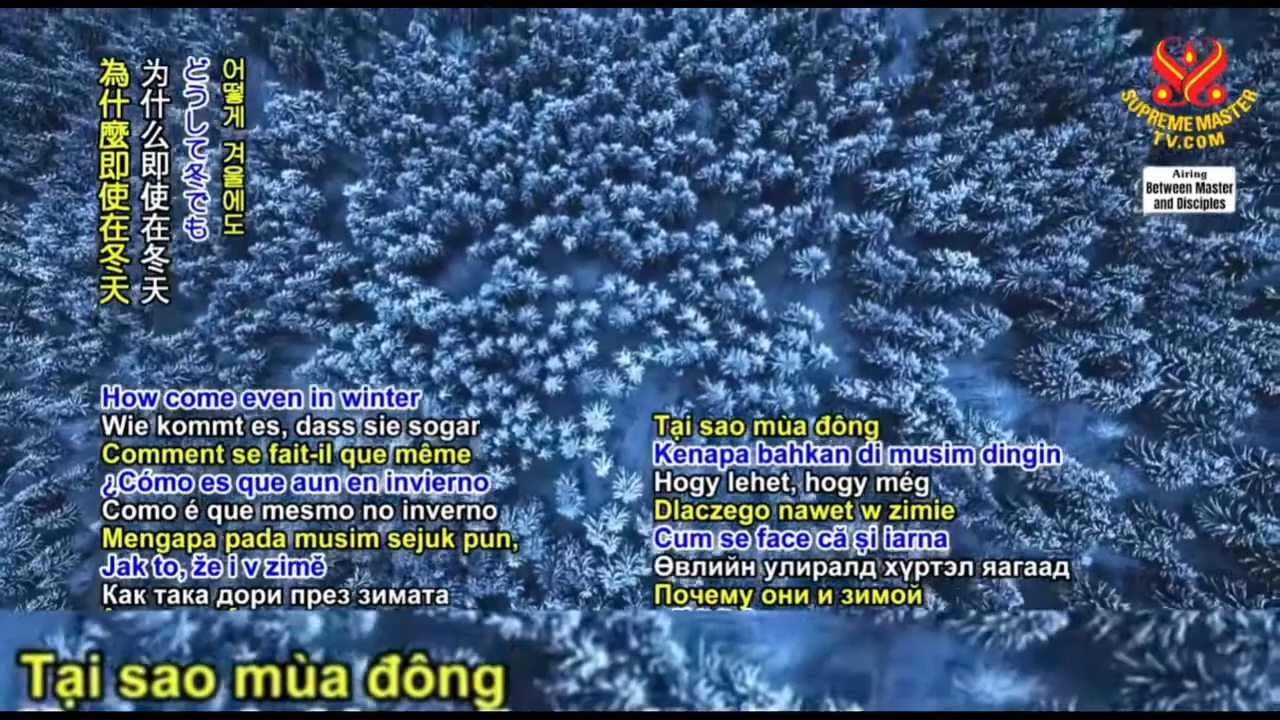 어떻게 겨울에도
どうして冬でも
为什么即使在冬天
為什麼即使在冬天
SUPREME MASTER
TV.COM
Airing
Between Master
and Disciples
How come even in winter
Wie kommt es, dass sie sogar
Comment se fait-il que même
¿Cómo es que aun en invierno
Como é que mesmo no inverno
Mengapa pada musim sejuk pun,
Jak to, že i v zimě
Как така дори през зимата
Tại sao mùa đông
Kenapa bahkan di musim dingin
Hogy lehet, hogy még
Dlaczego nawet w zimie
Cum se face că și iarna
Өвлийн улиралд хүртэл яагаад
Почему они и зимой
Tại sao mùa đông